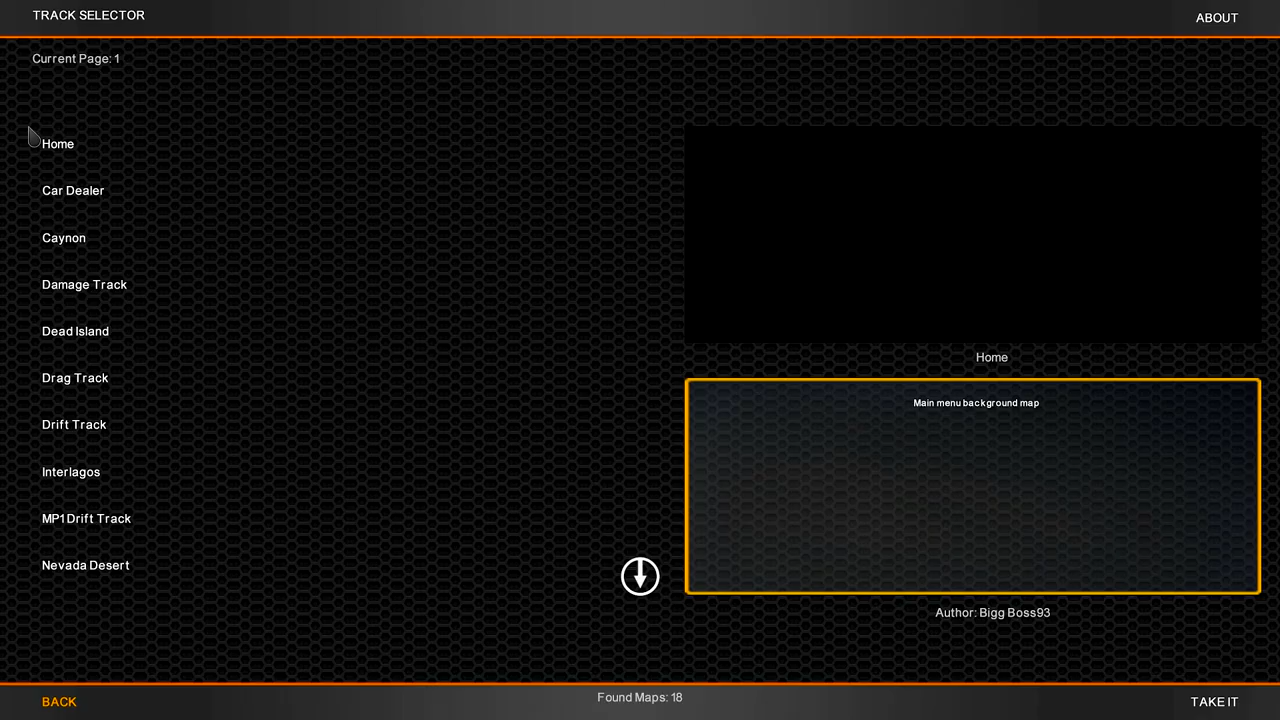 TRACK SELECTOR
ABOUT
Current Page: 1
Home
Car Dealer
Caynon
Damage Track
Dead Island
Drag Track
Drift Track
Interlagos
MP1 Drift Track
Nevada Desert
Home
Main menu background map
Author: Bigg Boss93
BACK
Found Maps: 18
TAKE IT